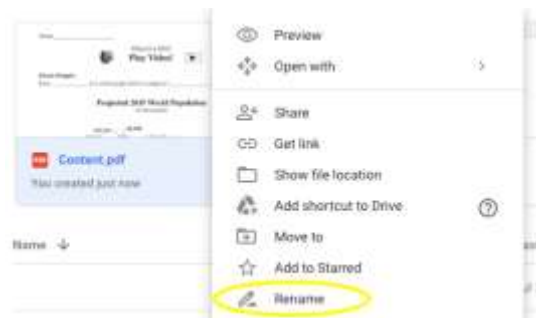 Play Video!
Projected 2050 World Population
Content.pdf
You created just now
Name
Preview
Open with
Share
Get link
Show file location
Add shortcut to Drive
Move to
Add to Starred
Rename